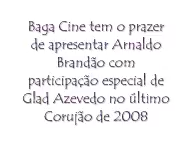 Baga Cine tem o prazer
de apresentar Arnaldo
Brandão com
participação especial de
Glad Azevedo no último
Corujão de 2008